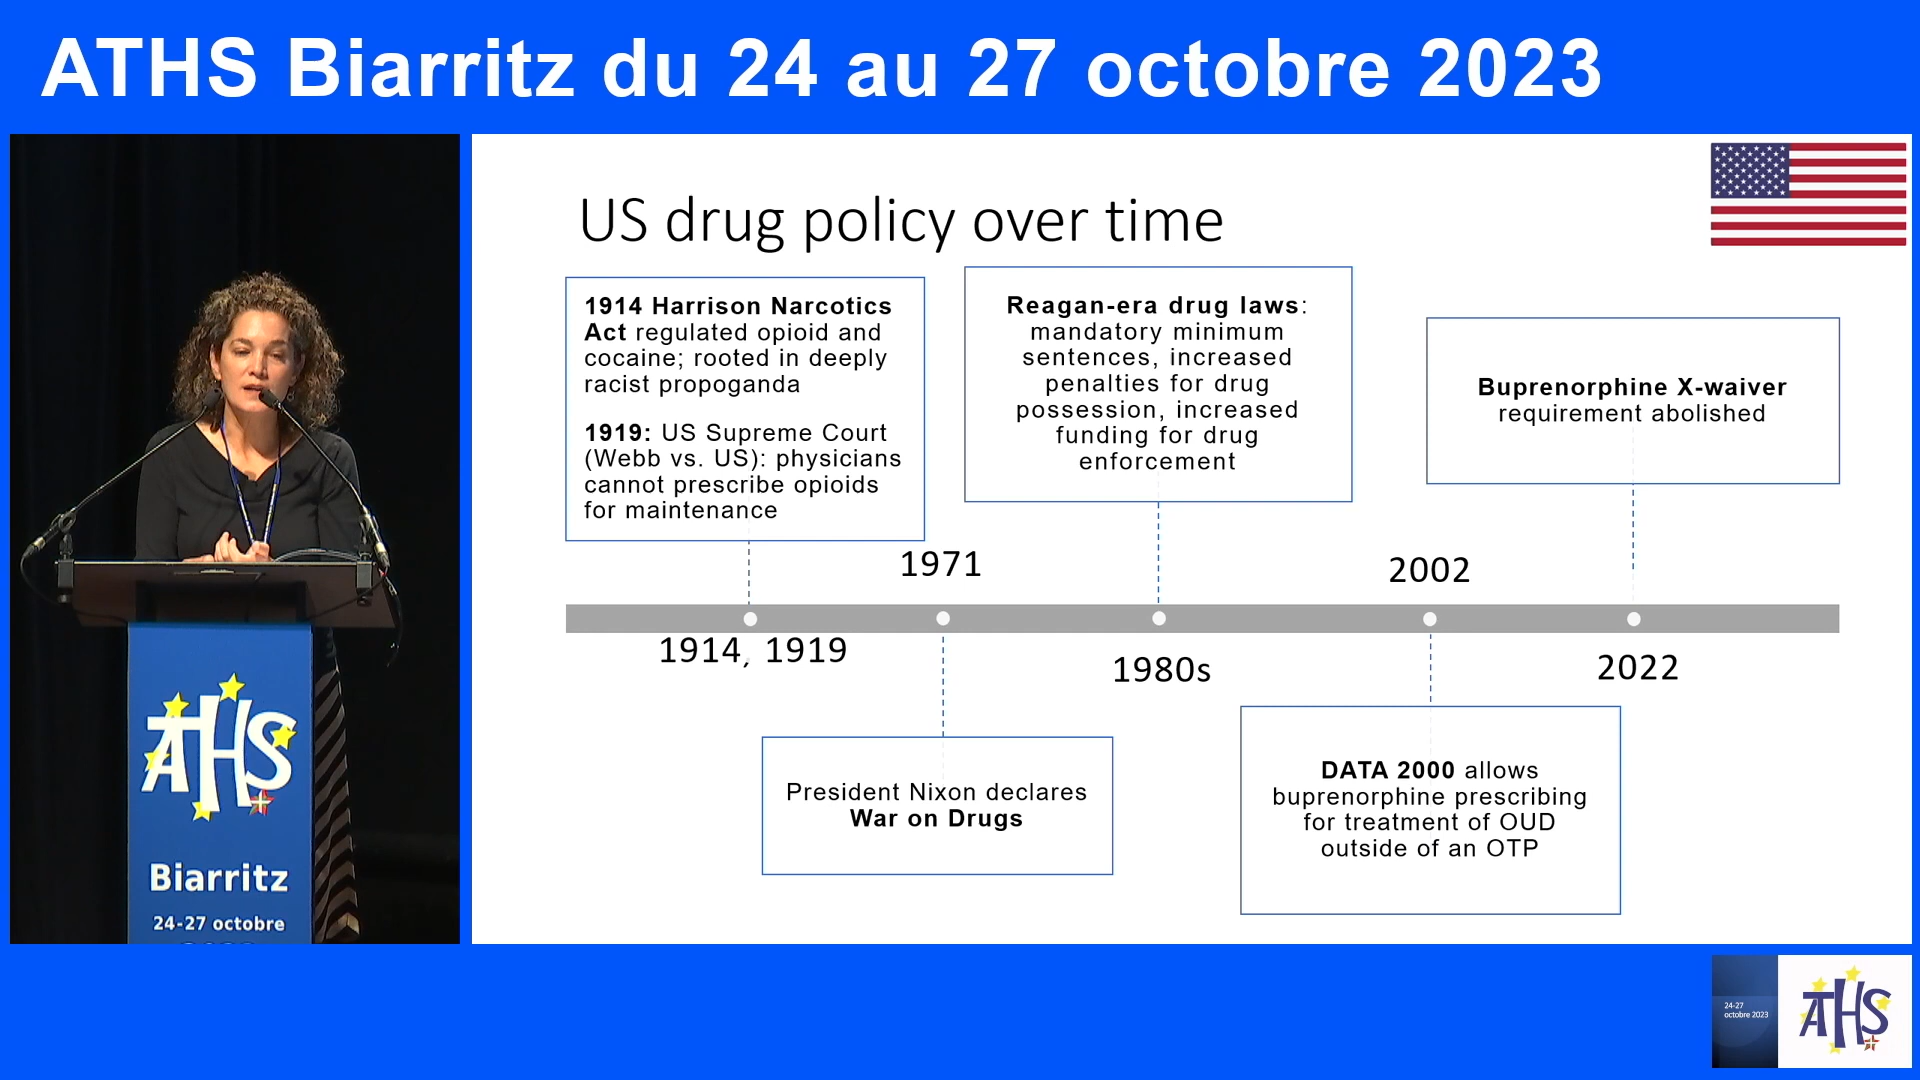 ATHS Biarritz du 24 au 27 octobre 2023
US drug policy over time
1914 Harrison Narcotics
Act regulated opioid and
cocaine; rooted in deeply
racist propoganda
1919: US Supreme Court
(Webb vs. US): physicians
cannot prescribe opioids
for maintenance
Reagan-era drug laws:
mandatory minimum
sentences, increased
penalties for drug
possession, increased
funding for drug
enforcement
Buprenorphine X-waiver
requirement abolished
1971
2002
1914, 1919
1980s
2022
President Nixon declares
War on Drugs
DATA 2000 allows
buprenorphine prescribing
for treatment of OUD
outside of an OTP
ATHS
Biarritz
24-27 octobre
24-27
octobre 2023
ATHS